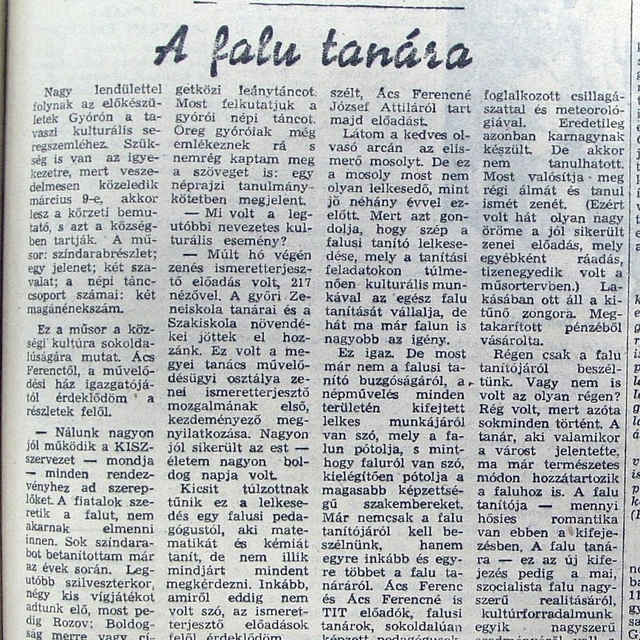 A falu tanára
Nagy lendülettel
folynak az előkészü-
letek Győrön a ta-
vaszi kulturális se-
regszemléhez. Szük-
ség is van az igye-
kezetre, mert vesze-
delmesen közeledik
március 9-e, akkor
lesz a körzeti bemu-
tató, s azt a község-
ben tartják. A mű-
sor: színdarabrészlet;
egy jelenet; két sza-
valat; a népi tánc-
csoport számai: két
magánénekszám.
Ez a műsor a köz-
ségi kultúra sokolda-
lúságára mutat. Ács
Ferenctől, a művelő-
dési ház igazgatójá-
tól érdeklődöm a
részletek felől.
— Nálunk nagyon
jól működik a KISZ-
szervezet — mondja
— minden rendez-
vényhez ad szerep-
lőket. A fiatalok sze-
retik a falut, nem
akarnak elmenni
innen. Sok színdara-
bot betanítottam már
az évek során. Leg-
utóbb szilveszterkor,
négy kis vígjátékot
adtunk elő, most pe-
dig Rozov: Boldog-
ság merre vagy ci-
getközi leánytáncot.
Most felkutatjuk a
győrói népi táncot.
Öreg győróiak még
emlékeznek rá s
nemrég kaptam meg
a szöveget is: egy
néprajzi tanulmány-
kötetben megjelent.
— Mi volt a leg-
utóbbi nevezetes kul-
turális esemény?
— Múlt hó végén
zenés ismeretterjesz-
tő előadás volt, 217
nézővel. A győri Ze-
neiskola tanárai és a
Szakiskola növendé-
kei jöttek el hoz-
zánk. Ez volt a me-
gyei tanács művelő-
désügyi osztálya ze-
nei ismeretterjesztő
mozgalmának első,
kezdeményező meg-
nyilatkozása. Nagyon
jól sikerült az est —
életem nagyon bol-
dog napja volt.
Kicsit túlzottnak
tűnik ez a lelkese-
dés egy falusi peda-
gógustól, aki mate-
matikát és kémiát
tanít, de nem illik
mindjárt mindent
megkérdezni. Inkább,
amiről eddig nem
volt szó, az ismeret-
terjesztő előadások
felől érdeklődöm.
szélt, Ács Ferencné
József Attiláról tart
majd előadást.
Látom a kedves ol-
vasó arcán az elis-
merő mosolyt. De ez
a mosoly most nem
olyan lelkesedő, mint
jó néhány évvel ez-
előtt. Mert azt gon-
dolja, hogy szép a
falusi tanító lelkese-
dése, mely a tanítási
feladatokon túlme-
nően kulturális mun-
kával az egész falu
tanítását vállalja, de
hát ma már falun is
nagyobb az igény.
Ez igaz. De most
már nem a falusi ta-
nító buzgóságáról, a
népművelés minden
területén kifejtett
lelkes munkájáról
van szó, mely a fa-
lun pótolja, s mint-
hogy faluról van szó,
kielégítően pótolja a
magasabb képzettsé-
gű szakembereket.
Már nemcsak a falu
tanítójáról kell be-
szélnünk, hanem
egyre inkább és egy-
re többet a falu ta-
náráról. Ács Ferenc
és Ács Ferencné is
TIT előadók, falusi
tanárok, sokoldalúan
képzett pedagógusok
foglalkozott csillagá-
szattal és meteoroló-
giával. Eredetileg
azonban karnagynak
készült. De akkor
nem tanulhatott.
Most valósítja meg
régi álmát és tanul
ismét zenét. (Ezért
volt hát olyan nagy
öröme a jól sikerült
zenei előadás, mely
egyébként ráadás,
tizenegyedik volt a
műsortervben.) La-
kásában ott áll a ki-
tűnő zongora. Meg-
takarított pénzéből
vásárolta.
Régen csak a falu
tanítójáról beszél-
tünk. Vagy nem is
volt az olyan régen?
Rég volt, mert azóta
sokminden történt. A
tanár, aki valamikor
a várost jelentette,
ma már természetes
módon hozzátartozik
a faluhoz is. A falu
tanítója — mennyi
hősies romantika
van ebben a kifeje-
zésben. A falu taná-
ra — ez az új kife-
jezés pedig a mai,
szocialista falu nagy-
szerű realitásáról,
kultúrforradalmunk
egyik nagyszerű